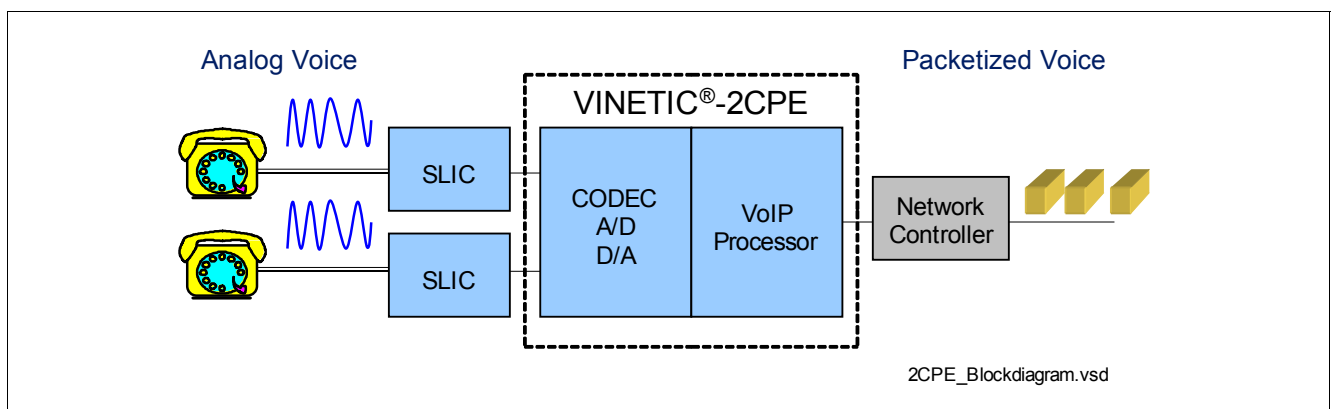 Analog Voice
Packetized Voice
VINETIC®-2CPE
SLIC
SLIC
CODEC
A/D
D/A
VoIP
Processor
Network
Controller
2CPE_Blockdiagram.vsd